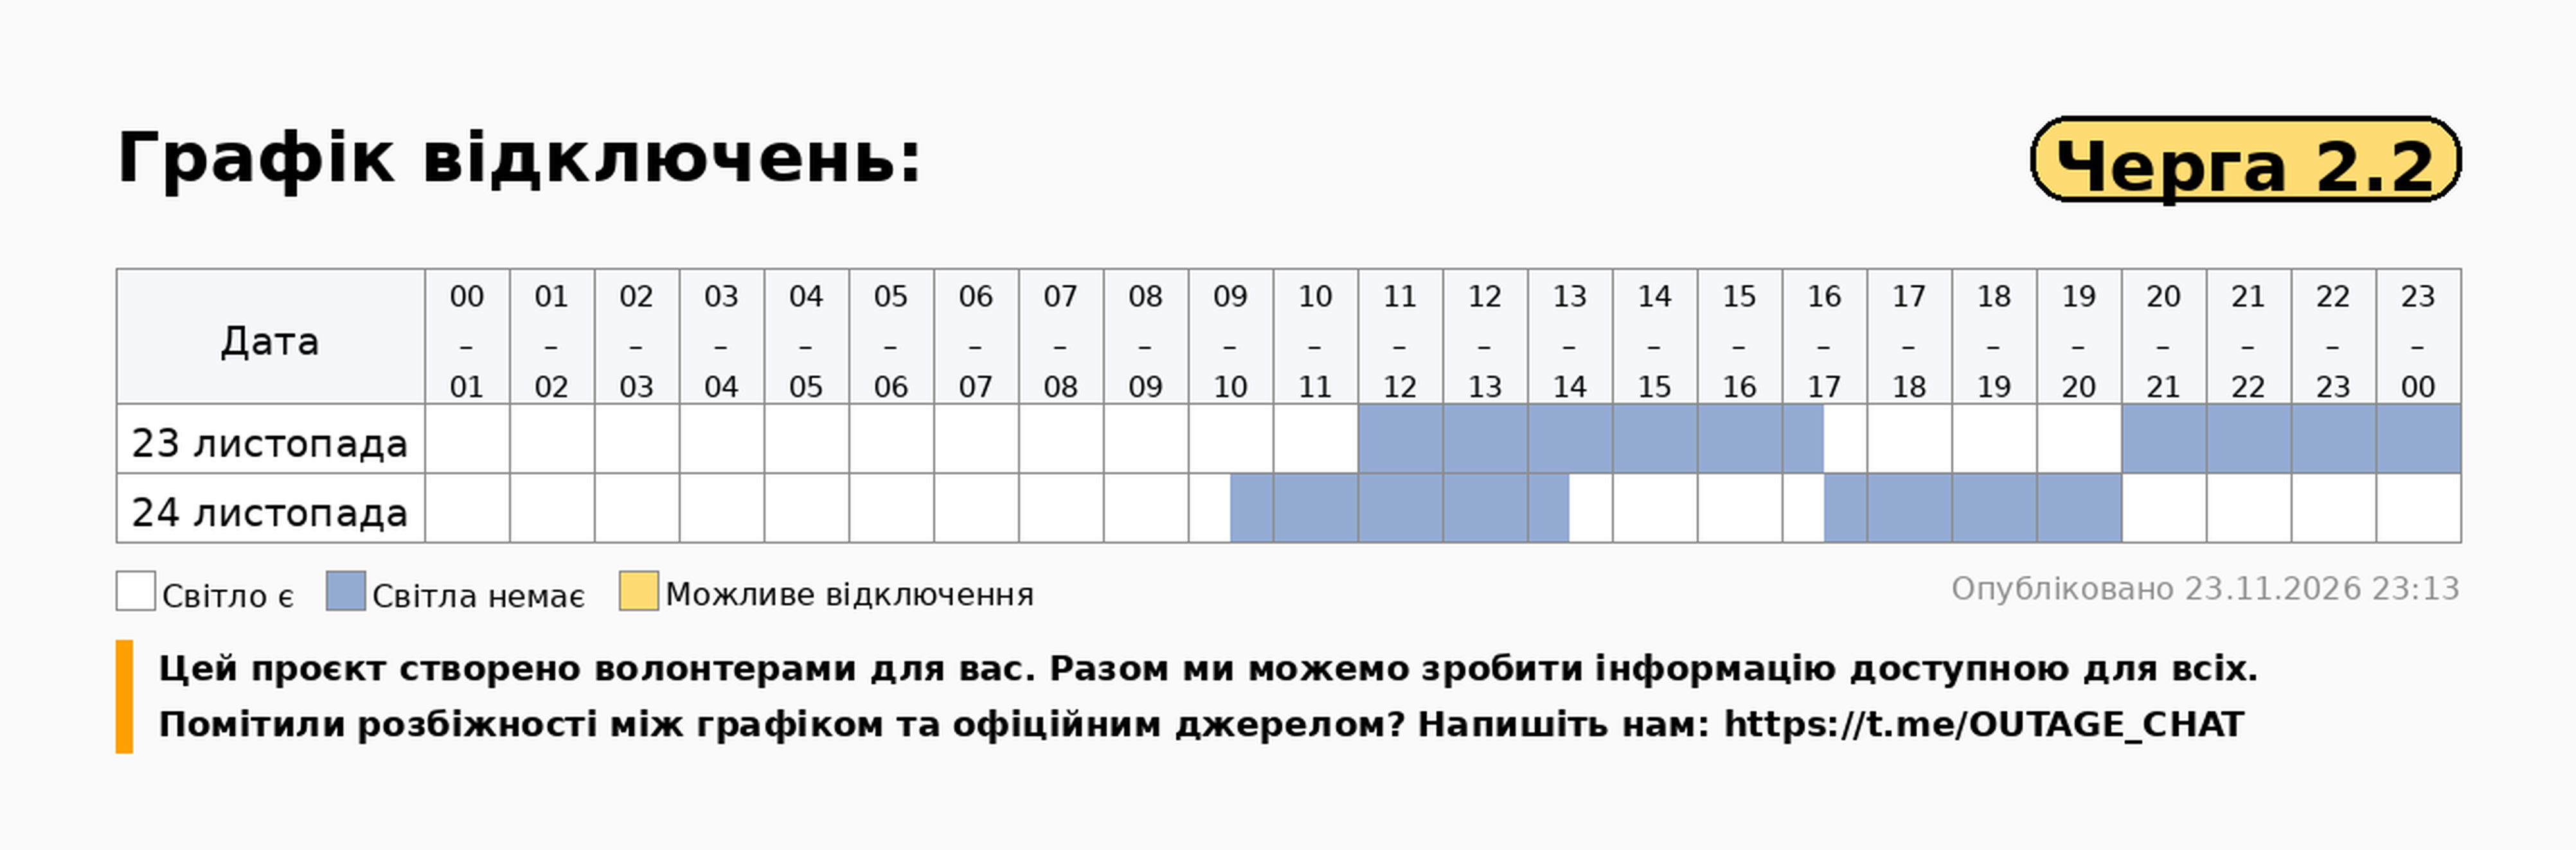 Графік відключень:
Черга 2.2
Дата 00 – 01 01 – 02 02 – 03 03 – 04 04 – 05 05 – 06 06 – 07 07 – 08 08 – 09 09 – 10 10 – 11 11 – 12 12 – 13 13 – 14 14 – 15 15 – 16 16 – 17 17 – 18 18 – 19 19 – 20 20 – 21 21 – 22 22 – 23 23 – 00
23 листопада
24 листопада
Світло є Світла немає Можливе відключення
Опубліковано 23.11.2026 23:13
Цей проєкт створено волонтерами для вас. Разом ми можемо зробити інформацію доступною для всіх.
Помітили розбіжності між графіком та офіційним джерелом? Напишіть нам: https://t.me/OUTAGE_CHAT